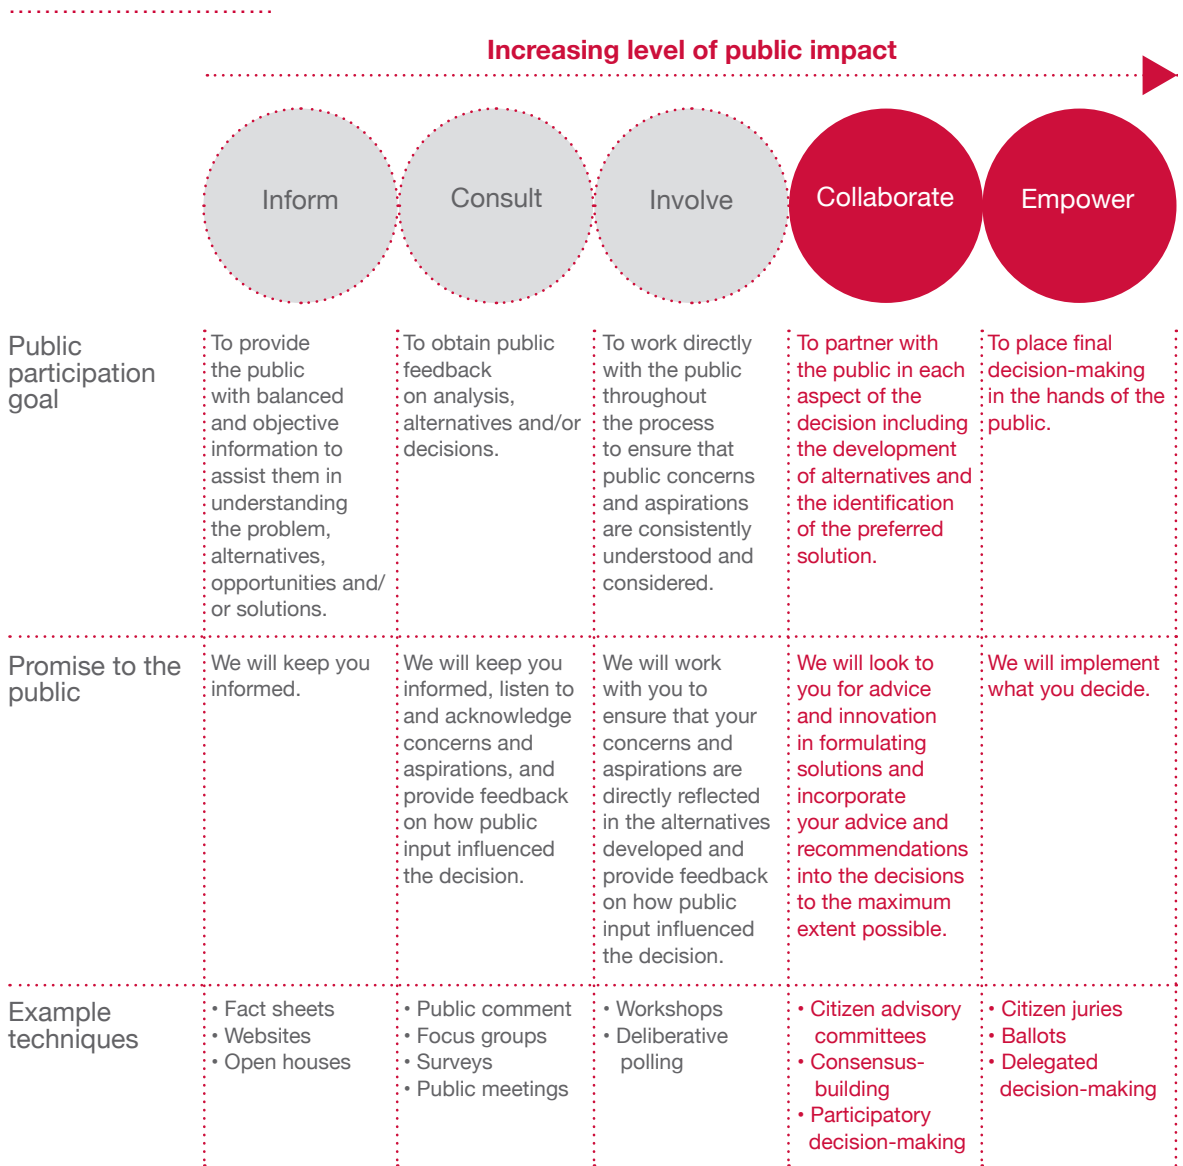 Increasing level of public impact
Inform
Consult
Involve
Collaborate
Empower
Public
participation
goal
To provide
the public
with balanced
and objective
information to
assist them in
understanding
the problem,
alternatives,
opportunities and/
or solutions.
To obtain public
feedback
on analysis,
alternatives and/or
decisions.
To work directly
with the public
throughout
the process
to ensure that
public concerns
and aspirations
are consistently
understood and
considered.
To partner with
the public in each
aspect of the
decision including
the development
of alternatives and
the identification
of the preferred
solution.
To place final
decision-making
in the hands of the
public.
Promise to the
public
We will keep you
informed.
We will keep you
informed, listen to
and acknowledge
concerns and
aspirations, and
provide feedback
on how public
input influenced
the decision.
We will work
with you to
ensure that your
concerns and
aspirations are
directly reflected
in the alternatives
developed and
provide feedback
on how public
input influenced
the decision.
We will look to
you for advice
and innovation
in formulating
solutions and
incorporate
your advice and
recommendations
into the decisions
to the maximum
extent possible.
We will implement
what you decide.
Example
techniques
• Fact sheets
• Websites
• Open houses
• Public comment
• Focus groups
• Surveys
• Public meetings
• Workshops
• Deliberative
polling
• Citizen advisory
committees
• Consensus-
building
• Participatory
decision-making
• Citizen juries
• Ballots
• Delegated
decision-making